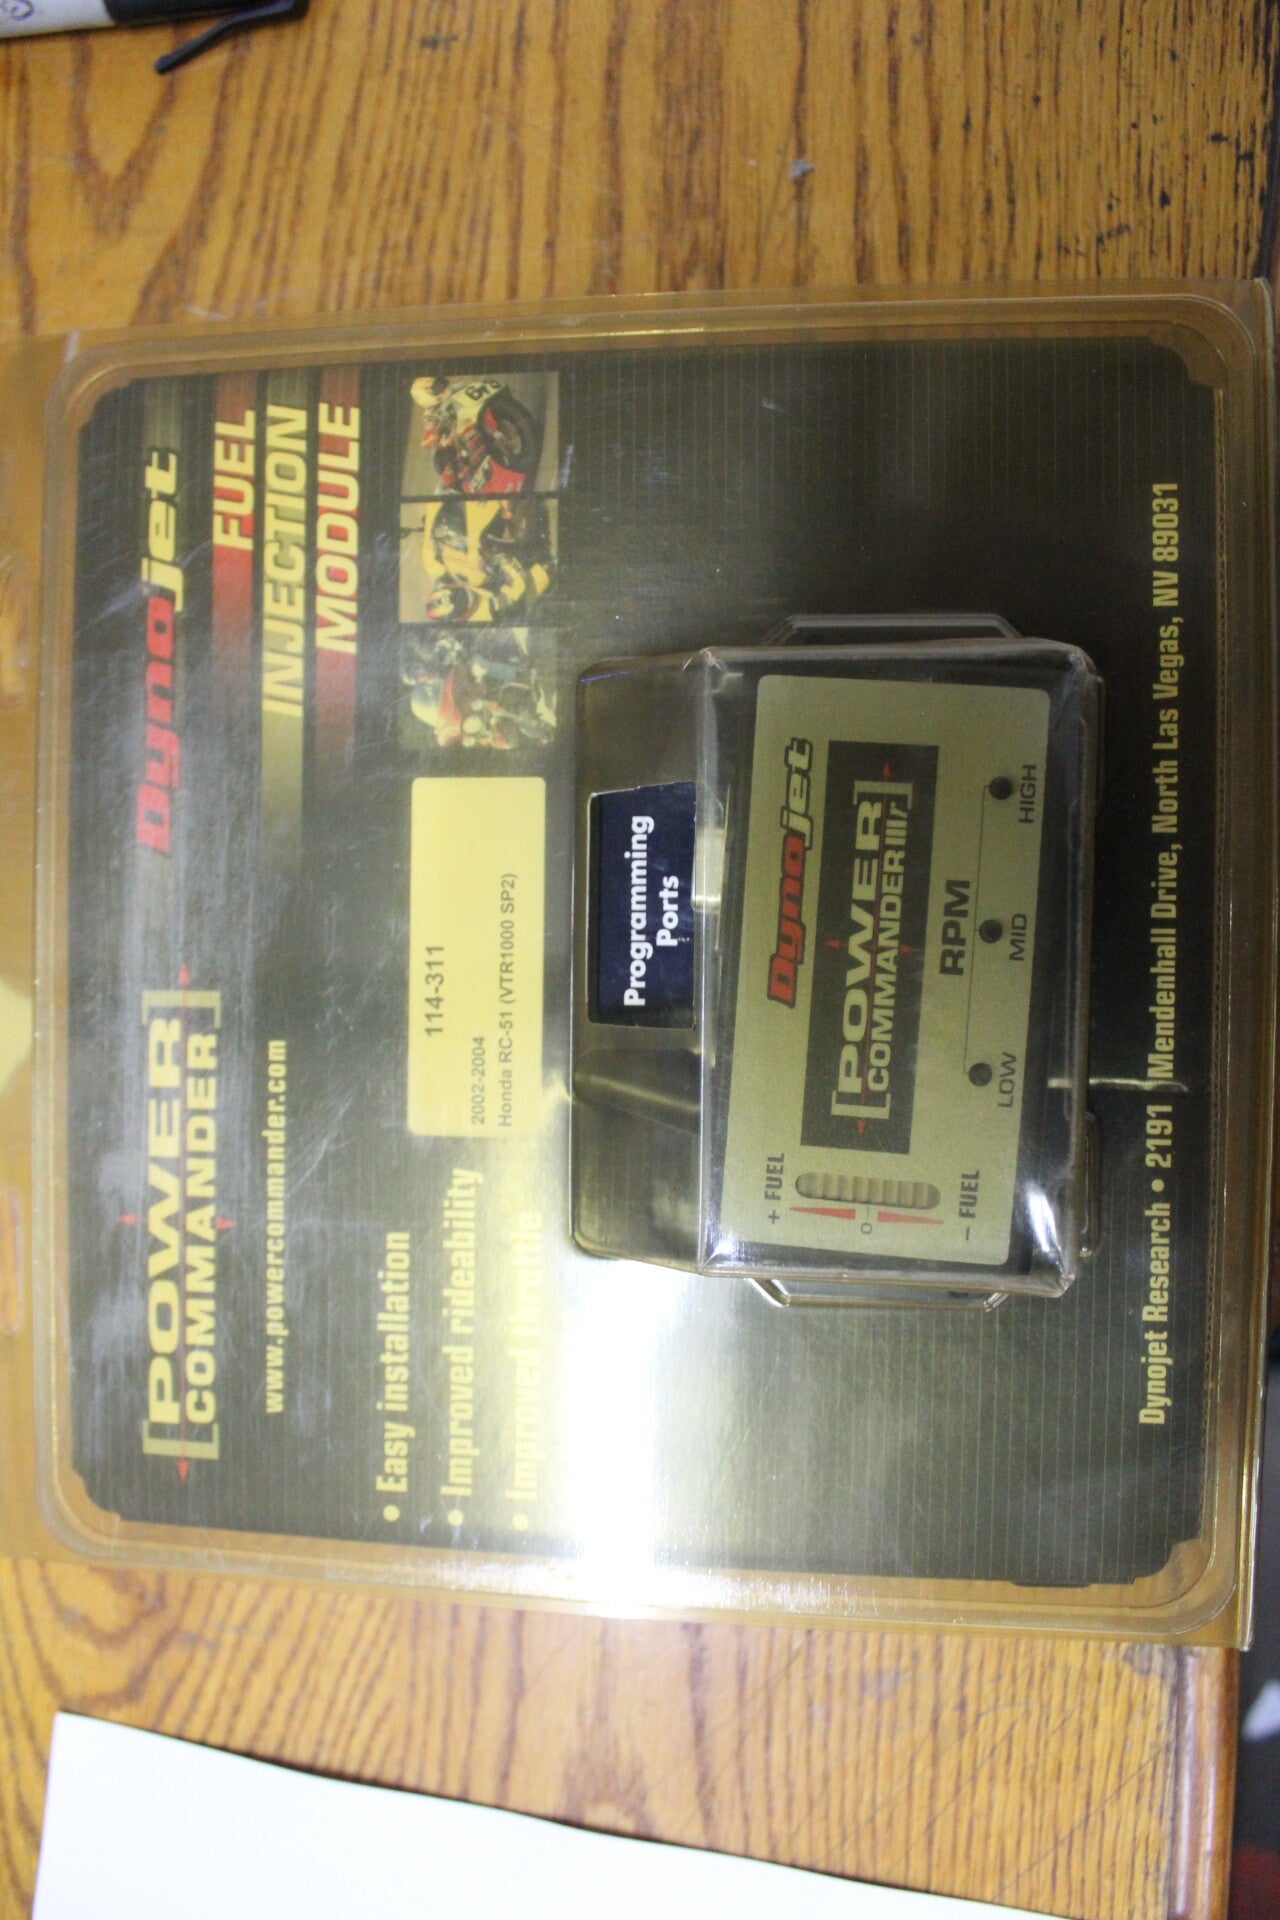 [POWER]
COMMANDER
Dynojet
www.powercommander.com
FUEL
INJECTION
MODULE
• Easy installation
• Improved rideability
• Improved throttle
114-311
2002-2004
Honda RC-51 (VTR1000 SP2)
Programming
Ports
Dynojet
[POWER]
COMMANDER III r
+ FUEL
0
– FUEL
RPM
LOW
MID
HIGH
Dynojet Research • 2191 Mendenhall Drive, North Las Vegas, NV 89031